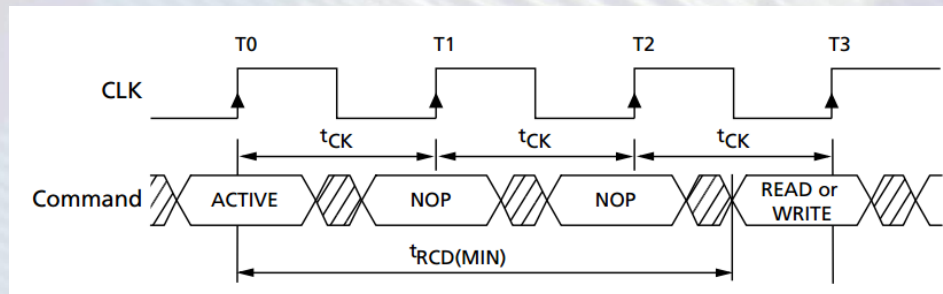 T0 T1 T2 T3
CLK
tCK tCK tCK
Command ACTIVE NOP NOP READ or
WRITE
tRCD(MIN)